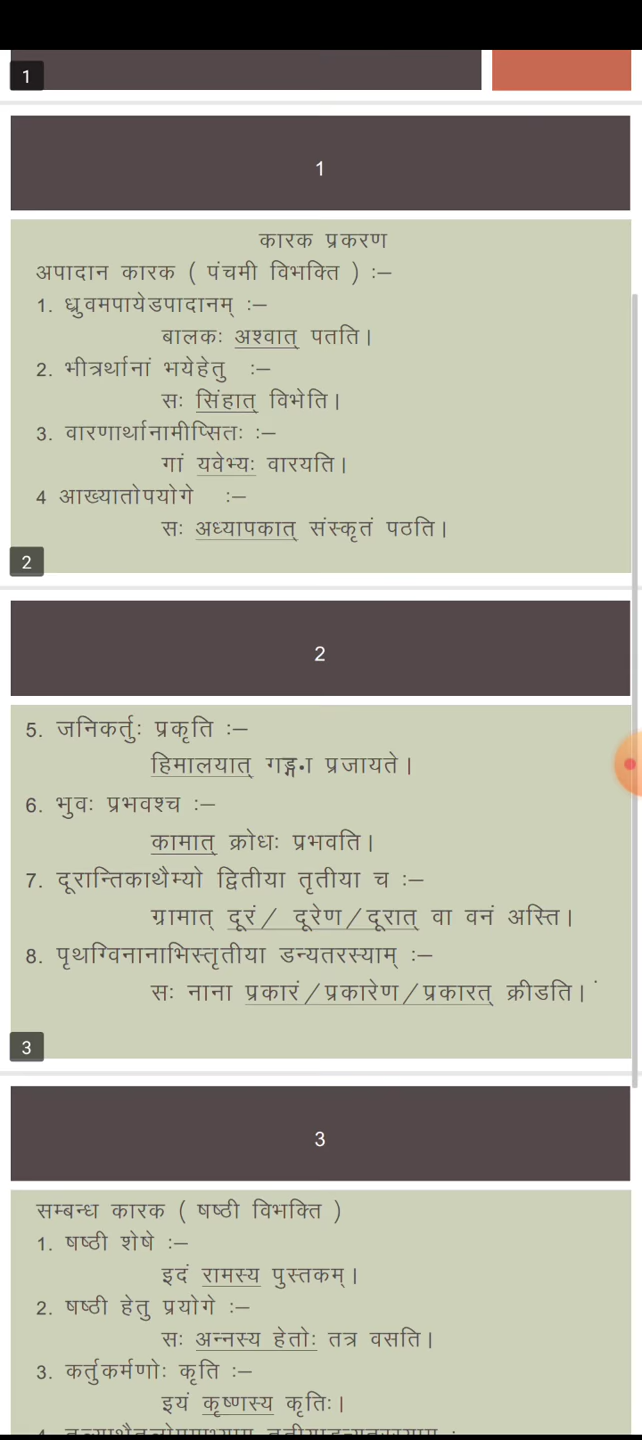 1
1
कारक प्रकरण
अपादान कारक ( पंचमी विभक्ति ) :–
1. ध्रुवमपायेडपादानम् :–
बालकः अश्वात् पतति।
2. भीत्रर्थानां भयेहेतु :–
सः सिंहात् विभेति।
3. वारणार्थानामीप्सितः :–
गां यवेभ्यः वारयति।
4 आख्यातोपयोगे :–
सः अध्यापकात् संस्कृतं पठति।
2
2
5. जनिकर्तुः प्रकृति :–
हिमालयात् गङ्गा प्रजायते।
6. भुवः प्रभवश्च :–
कामात् क्रोधः प्रभवति।
7. दूरान्तिकाथैम्यो द्वितीया तृतीया च :–
ग्रामात् दूरं/ दूरेण/दूरात् वा वनं अस्ति।
8. पृथग्विनानाभिस्तृतीया डन्यतरस्याम् :–
सः नाना प्रकारं/प्रकारेण/प्रकारत् क्रीडति।
3
3
सम्बन्ध कारक ( षष्ठी विभक्ति )
1. षष्ठी शेषे :–
इदं रामस्य पुस्तकम्।
2. षष्ठी हेतु प्रयोगे :–
सः अन्नस्य हेतोः तत्र वसति।
3. कर्तुकर्मणोः कृति :–
इयं कृष्णस्य कृतिः।